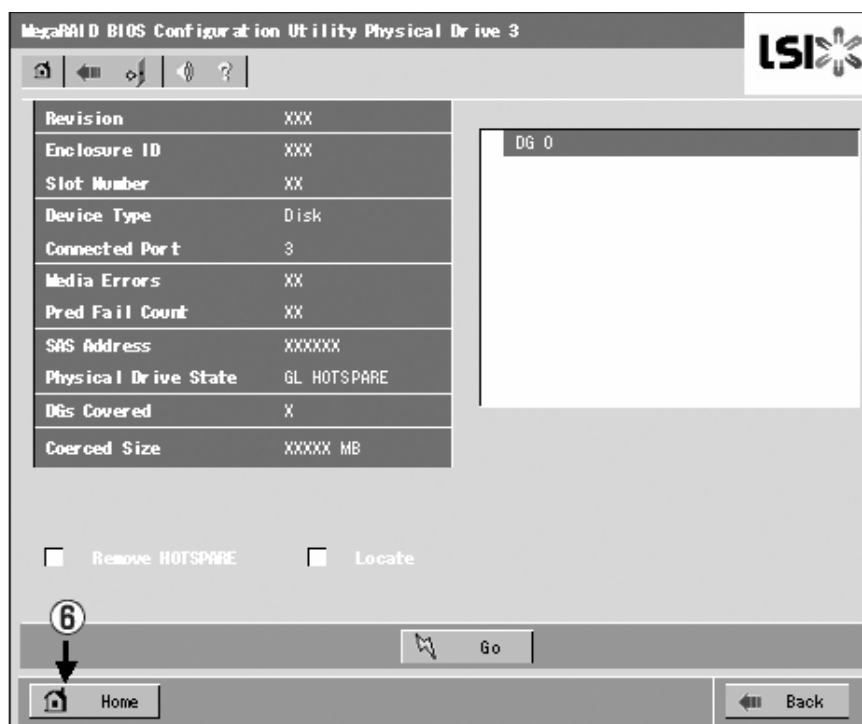 MegaRAID BIOS Configuration Utility Physical Drive 3
LSI
?
Revision XXX
Enclosure ID XXX
Slot Number XX
Device Type Disk
Connected Port 3
Media Errors XX
Pred Fail Count XX
SAS Address XXXXXX
Physical Drive State GL HOTSPARE
DGs Covered X
Coerced Size XXXXX MB
DG 0
Remove HOTSPARE Locate
⑥
Go
Home Back